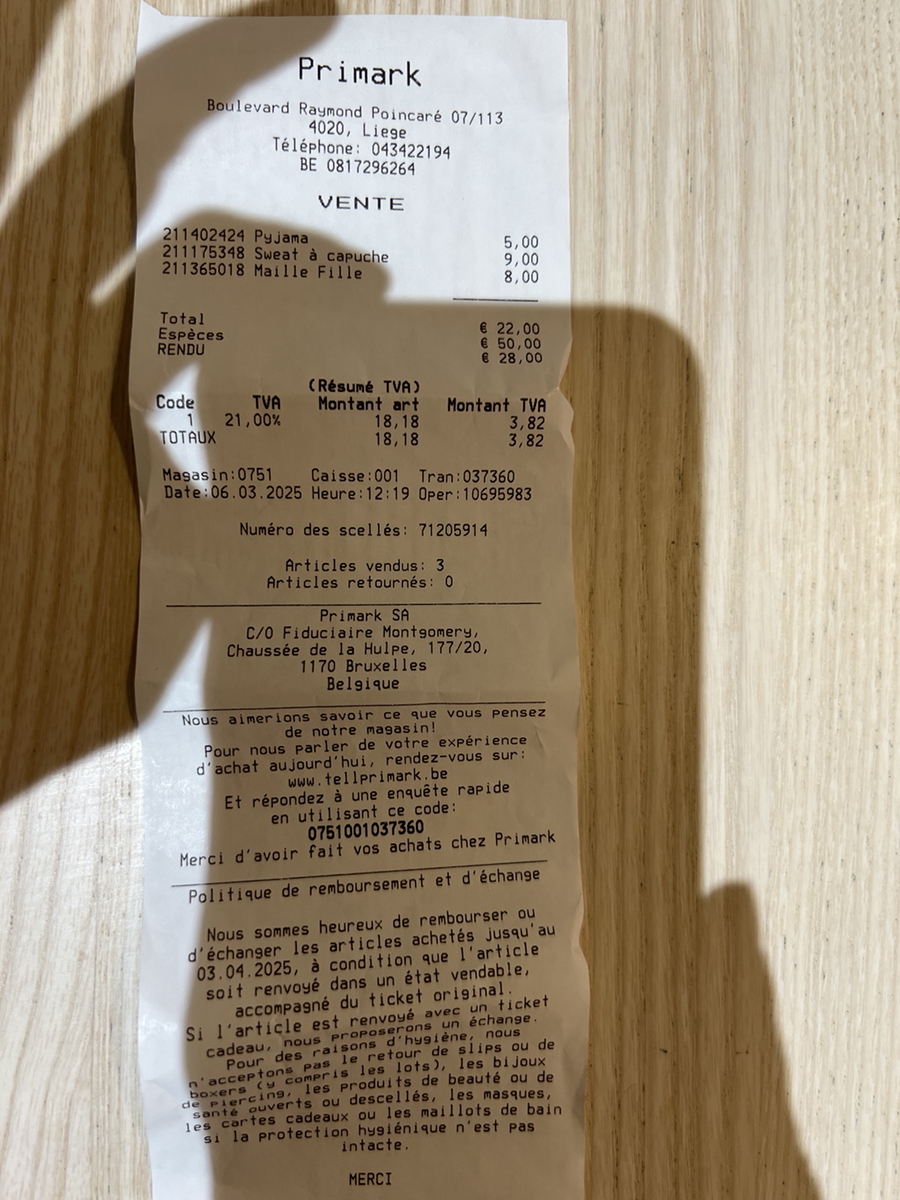 Primark
Boulevard Raymond Poincaré 07/113
4020, Liege
Téléphone: 043422194
BE 0817296264
VENTE
211402424 Pyjama 5,00
211175348 Sweat à capuche 9,00
211365018 Maille Fille 8,00
Total € 22,00
Espèces € 50,00
RENDU € 28,00
(Résumé TVA)
Code TVA Montant art Montant TVA
1 21,00% 18,18 3,82
TOTAUX 18,18 3,82
Magasin:0751 Caisse:001 Tran:037360
Date:06.03.2025 Heure:12:19 Oper:10695983
Numéro des scellés: 71205914
Articles vendus: 3
Articles retournés: 0
Primark SA
C/O Fiduciaire Montgomery,
Chaussée de la Hulpe, 177/20,
1170 Bruxelles
Belgique
Nous aimerions savoir ce que vous pensez
de notre magasin!
Pour nous parler de votre expérience
d'achat aujourd'hui, rendez-vous sur:
www.tellprimark.be
Et répondez à une enquête rapide
en utilisant ce code:
0751001037360
Merci d'avoir fait vos achats chez Primark
Politique de remboursement et d'échange
Nous sommes heureux de rembourser ou
d'échanger les articles achetés jusqu'au
03.04.2025, à condition que l'article
soit renvoyé dans un état vendable,
accompagné du ticket original.
Si l'article est renvoyé avec un ticket
cadeau, nous proposerons un échange.
Pour des raisons d'hygiène, nous
n'acceptons pas le retour de slips ou de
boxers (y compris les lots), les bijoux
de piercing, les produits de beauté ou de
santé ouverts ou descellés, les masques,
les cartes cadeaux ou les maillots de bain
si la protection hygiénique n'est pas
intacte.
MERCI